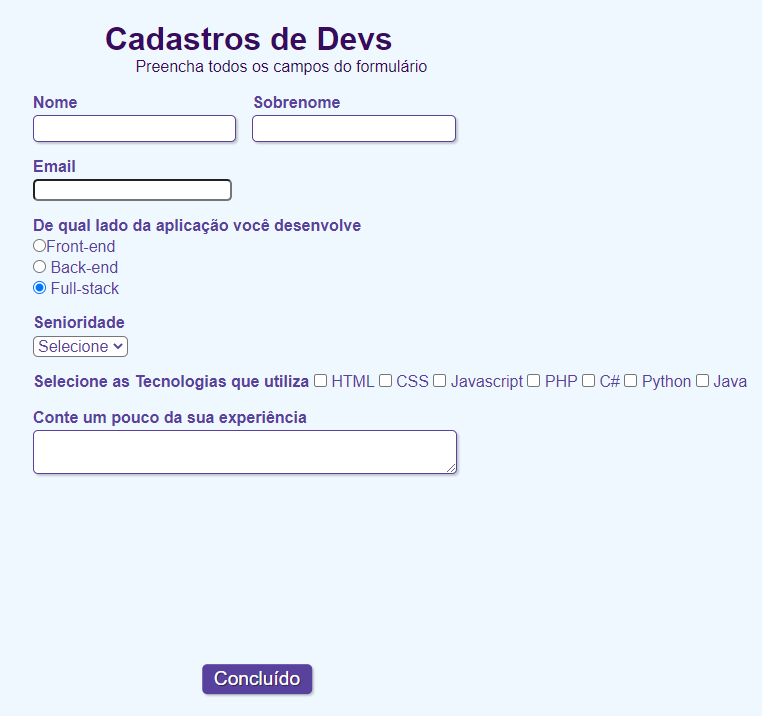 Cadastros de Devs
Preencha todos os campos do formulário
Nome Sobrenome
Email
De qual lado da aplicação você desenvolve
Front-end
Back-end
Full-stack
Senioridade
Selecione
Selecione as Tecnologias que utiliza HTML CSS Javascript PHP C# Python Java
Conte um pouco da sua experiência
Concluído